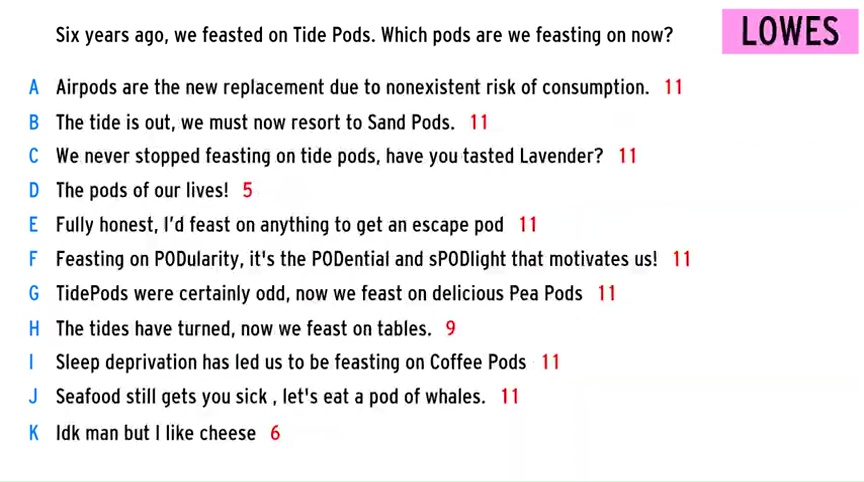 Six years ago, we feasted on Tide Pods. Which pods are we feasting on now?
LOWES
A Airpods are the new replacement due to nonexistent risk of consumption. 11
B The tide is out, we must now resort to Sand Pods. 11
C We never stopped feasting on tide pods, have you tasted Lavender? 11
D The pods of our lives! 5
E Fully honest, I'd feast on anything to get an escape pod 11
F Feasting on PODularity, it's the PODential and sPODlight that motivates us! 11
G TidePods were certainly odd, now we feast on delicious Pea Pods 11
H The tides have turned, now we feast on tables. 9
I Sleep deprivation has led us to be feasting on Coffee Pods 11
J Seafood still gets you sick , let's eat a pod of whales. 11
K Idk man but I like cheese 6